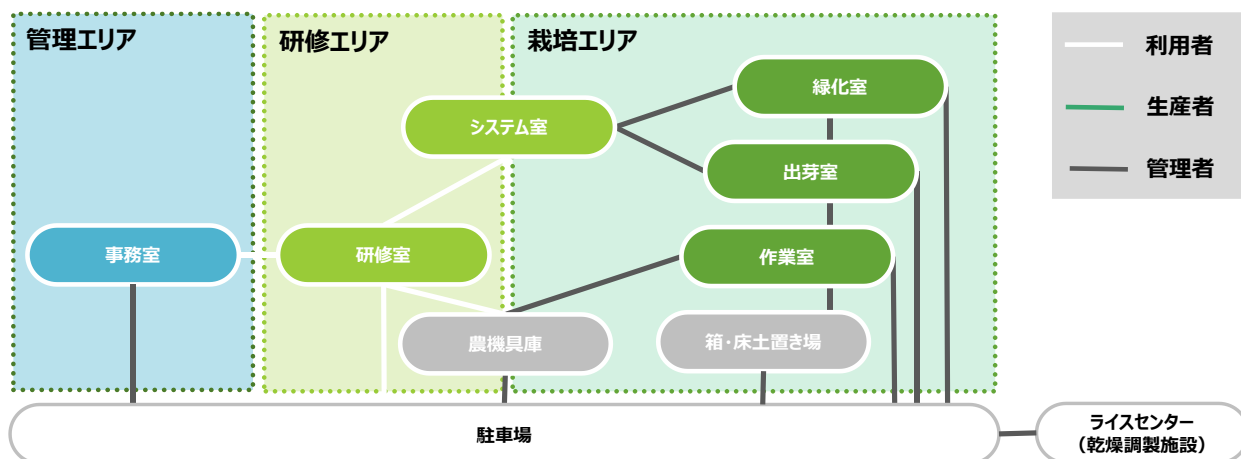 管理エリア
研修エリア
栽培エリア
利用者
生産者
管理者
緑化室
システム室
出芽室
事務室
研修室
作業室
農機具庫
箱・床土置き場
駐車場
ライスセンター
（乾燥調製施設）